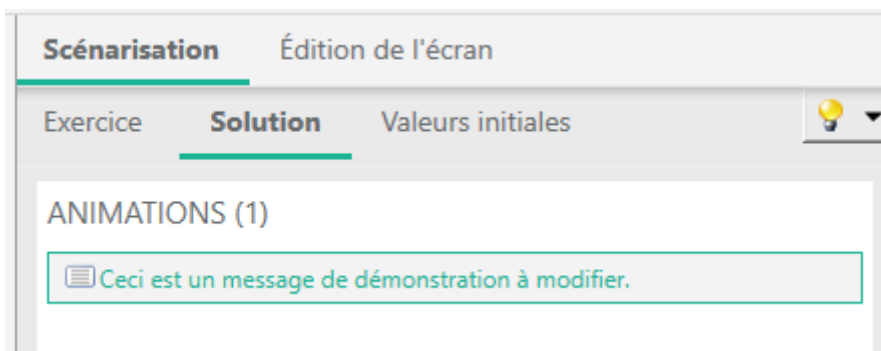 Scénarisation Édition de l'écran
Exercice Solution Valeurs initiales
ANIMATIONS (1)
Ceci est un message de démonstration à modifier.